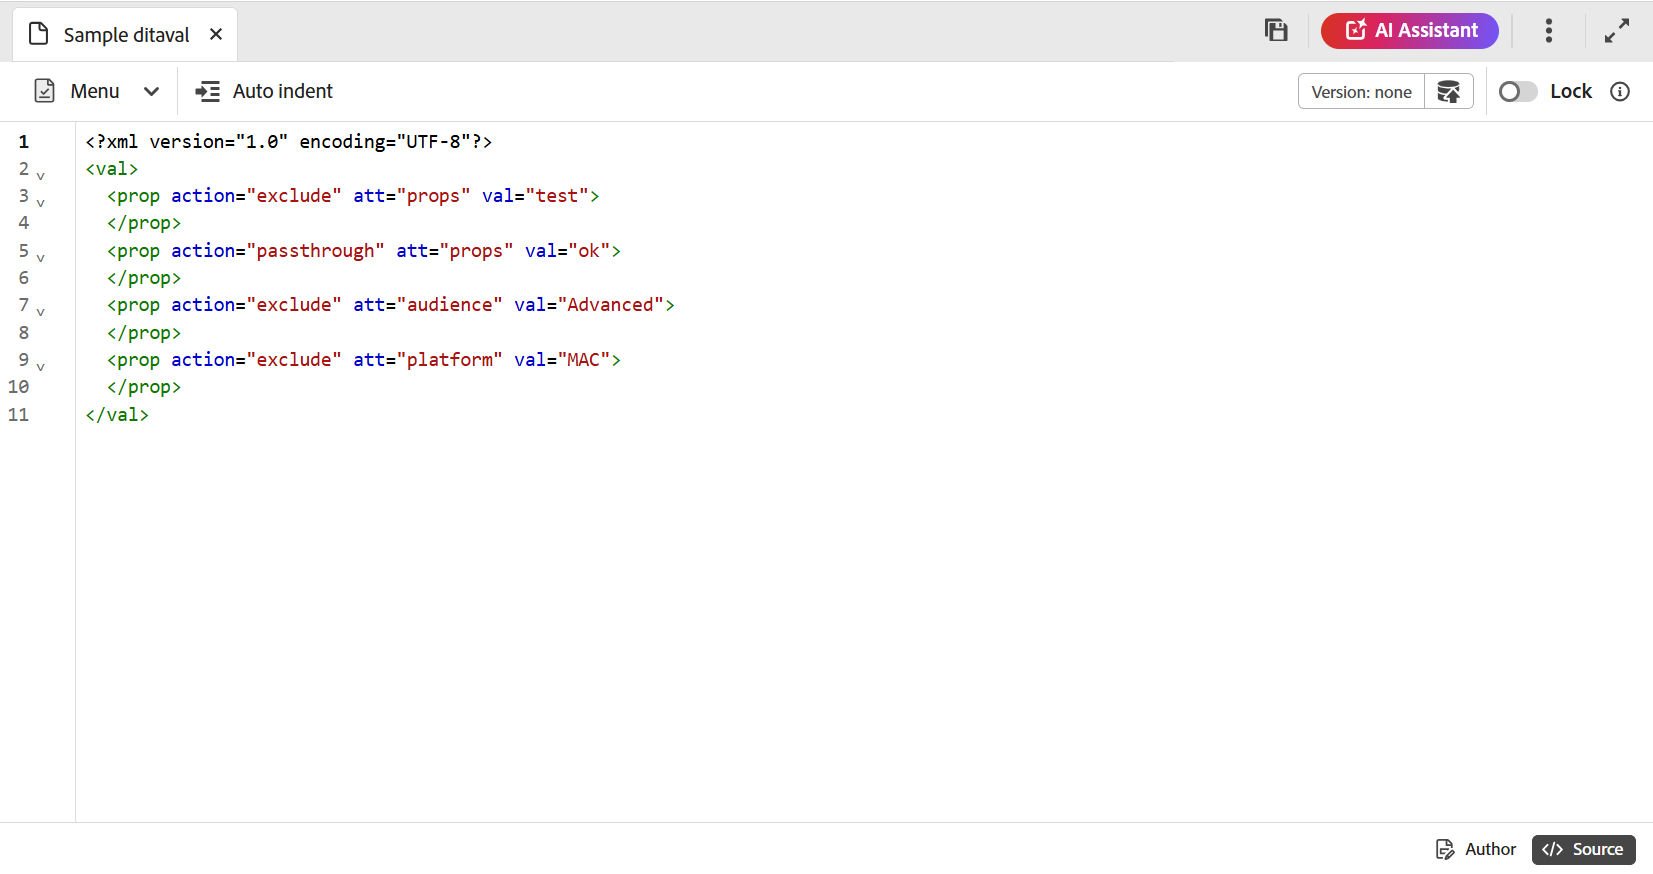 Sample ditaval
AI Assistant
Menu
Auto indent
Version: none
Lock
1 <?xml version="1.0" encoding="UTF-8"?>
2 <val>
3 <prop action="exclude" att="props" val="test">
4 </prop>
5 <prop action="passthrough" att="props" val="ok">
6 </prop>
7 <prop action="exclude" att="audience" val="Advanced">
8 </prop>
9 <prop action="exclude" att="platform" val="MAC">
10 </prop>
11 </val>
Author
</> Source